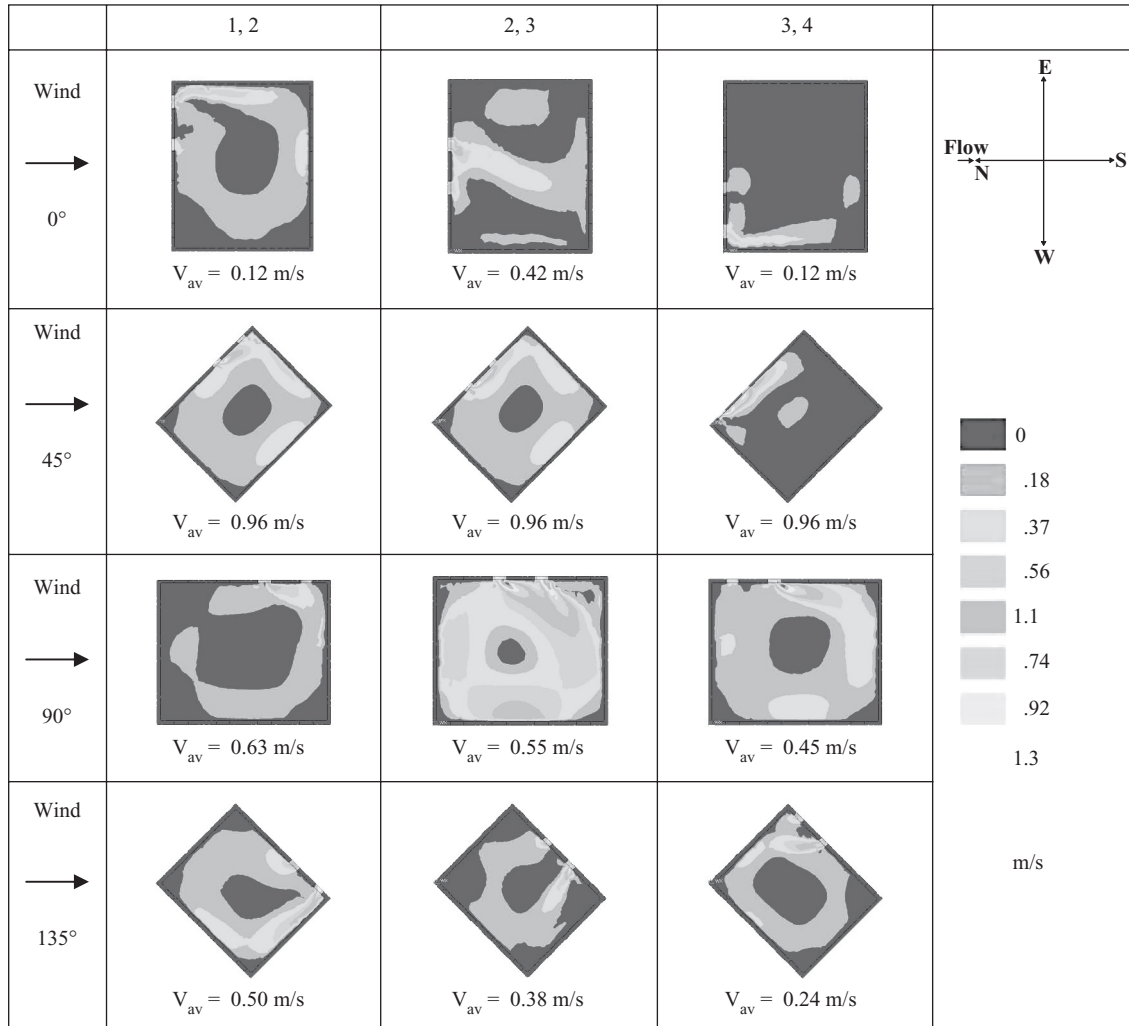 1, 2
2, 3
3, 4
Wind
0°
V_av = 0.12 m/s
V_av = 0.42 m/s
V_av = 0.12 m/s
E
Flow
N
S
W
Wind
45°
V_av = 0.96 m/s
V_av = 0.96 m/s
V_av = 0.96 m/s
Wind
90°
V_av = 0.63 m/s
V_av = 0.55 m/s
V_av = 0.45 m/s
Wind
135°
V_av = 0.50 m/s
V_av = 0.38 m/s
V_av = 0.24 m/s
0
.18
.37
.56
1.1
.74
.92
1.3
m/s